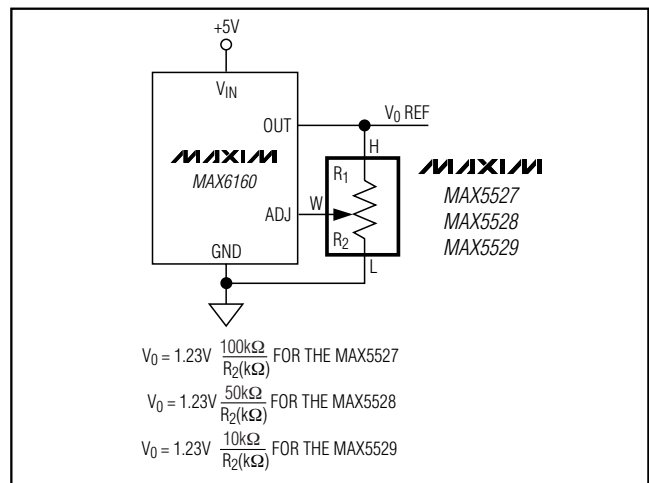 +5V
VIN
OUT
V0 REF
H
MAXIM
MAX6160
R1
MAXIM
MAX5527
W
ADJ
MAX5528
R2
MAX5529
GND
L
V0 = 1.23V 100kΩ / R2(kΩ) FOR THE MAX5527
V0 = 1.23V 50kΩ / R2(kΩ) FOR THE MAX5528
V0 = 1.23V 10kΩ / R2(kΩ) FOR THE MAX5529